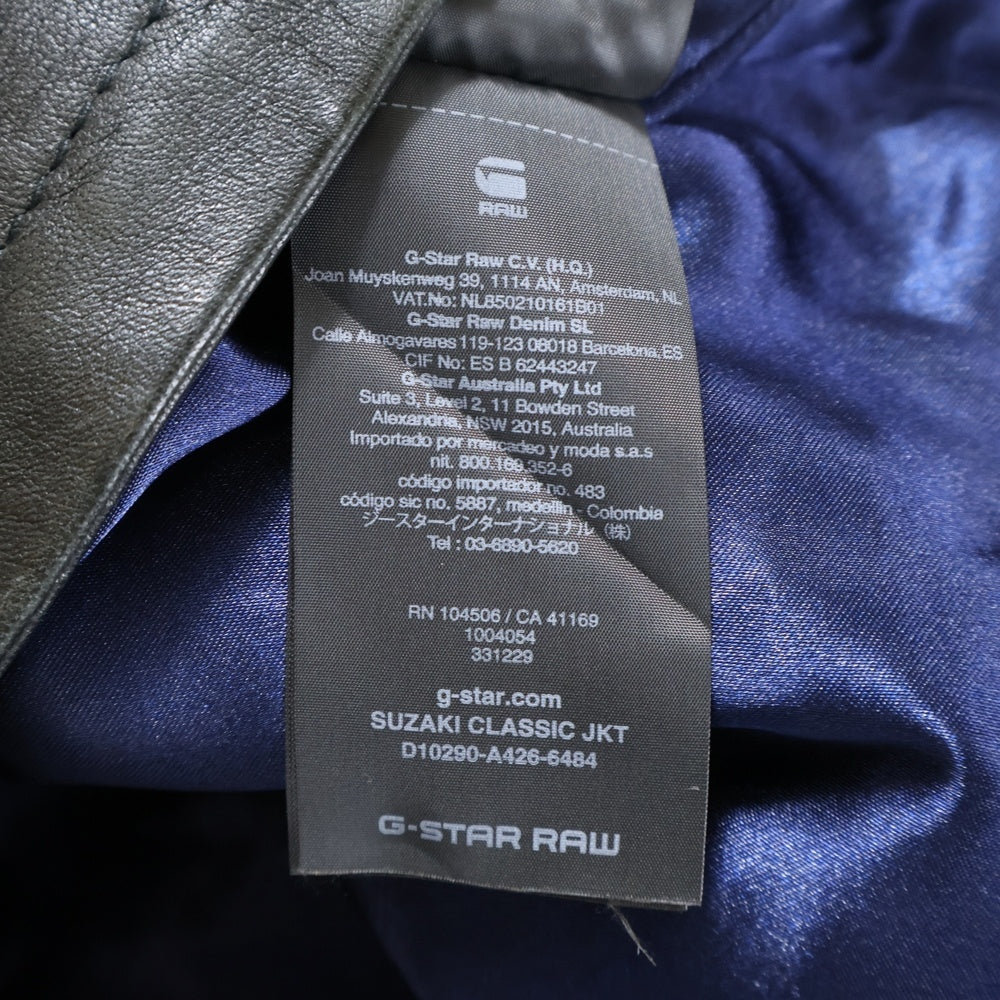 RAW
G-Star Raw C.V. (H.Q.)
Joan Muyskenweg 39, 1114 AN, Amsterdam, NL
VAT.No: NL850210161B01
G-Star Raw Denim SL
Calle Almogavares 119-123 08018 Barcelona, ES
CIF No: ES B 62443247
G-Star Australia Pty Ltd
Suite 3, Level 2, 11 Bowden Street
Alexandria, NSW 2015, Australia
Importado por mercadeo y moda s.a.s
nit. 800.169.352-6
código importador no. 483
código sic no. 5887, medellin - Colombia
ジースターインターナショナル（株）
Tel : 03-6890-5620
RN 104506 / CA 41169
1004054
331229
g-star.com
SUZAKI CLASSIC JKT
D10290-A426-6484
G-STAR RAW